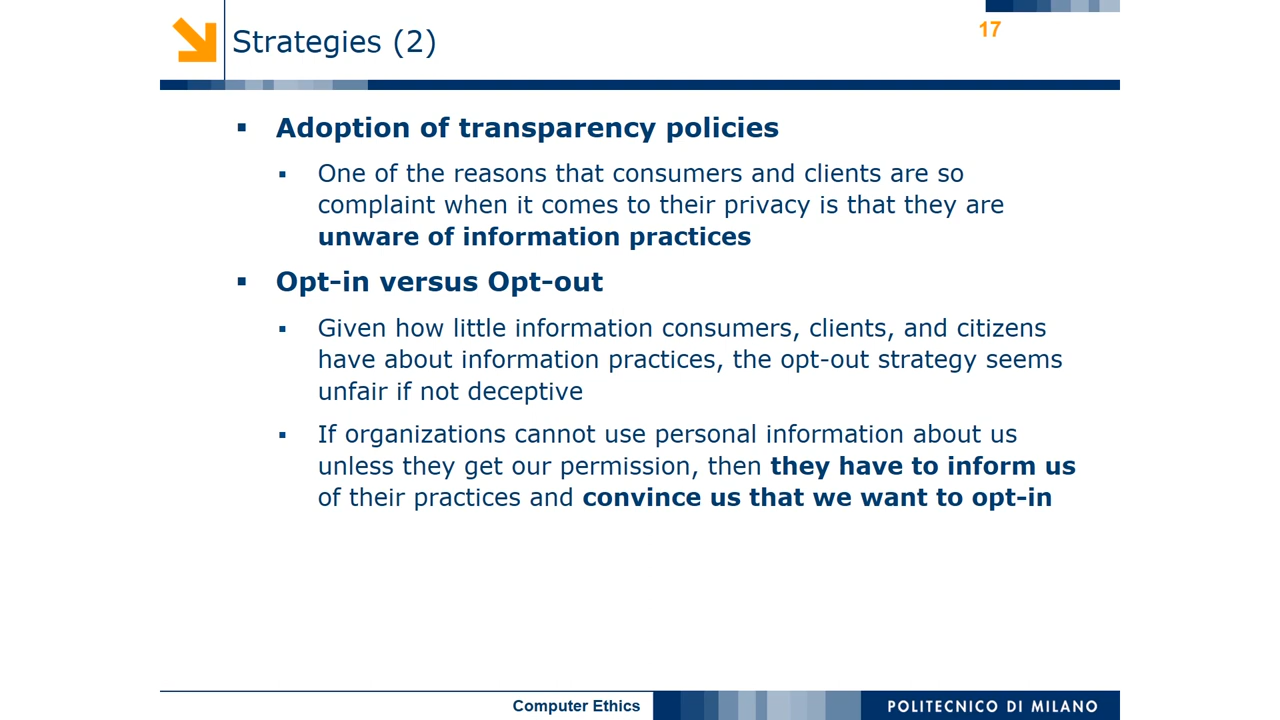 Strategies (2)
17
Adoption of transparency policies
One of the reasons that consumers and clients are so
complaint when it comes to their privacy is that they are
unware of information practices
Opt-in versus Opt-out
Given how little information consumers, clients, and citizens
have about information practices, the opt-out strategy seems
unfair if not deceptive
If organizations cannot use personal information about us
unless they get our permission, then they have to inform us
of their practices and convince us that we want to opt-in
Computer Ethics
POLITECNICO DI MILANO